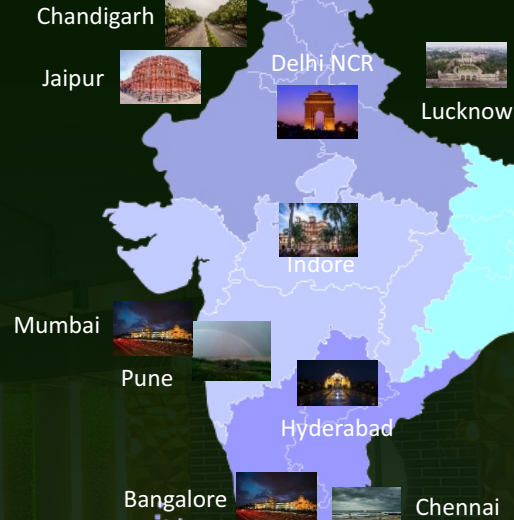 Chandigarh
Delhi NCR
Jaipur
Lucknow
Indore
Mumbai
Pune
Hyderabad
Bangalore
Chennai